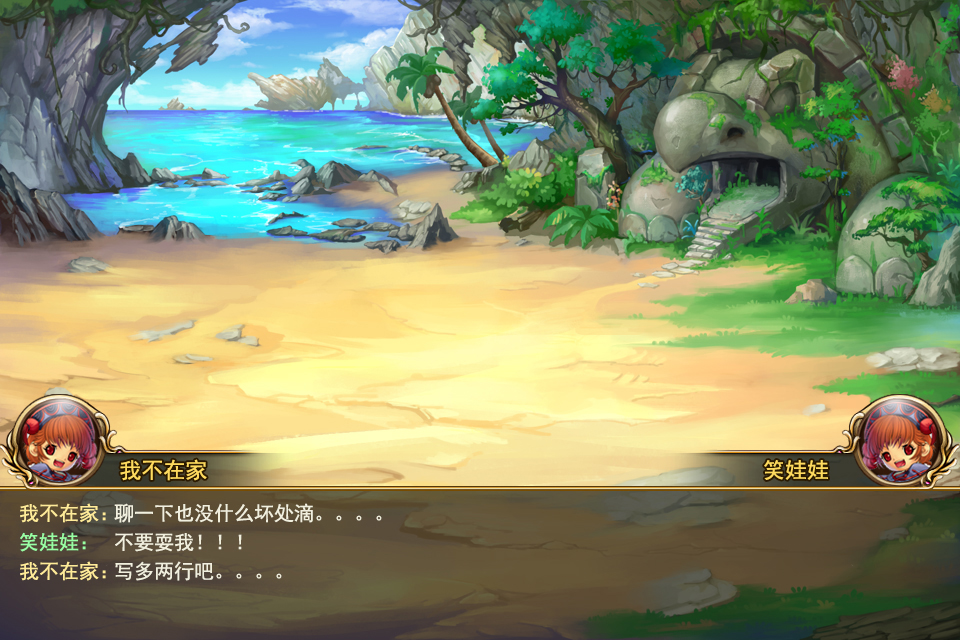 我不在家
笑娃娃
我不在家:聊一下也没什么坏处滴。。。。
笑娃娃: 不要耍我！！！
我不在家:写多两行吧。。。。